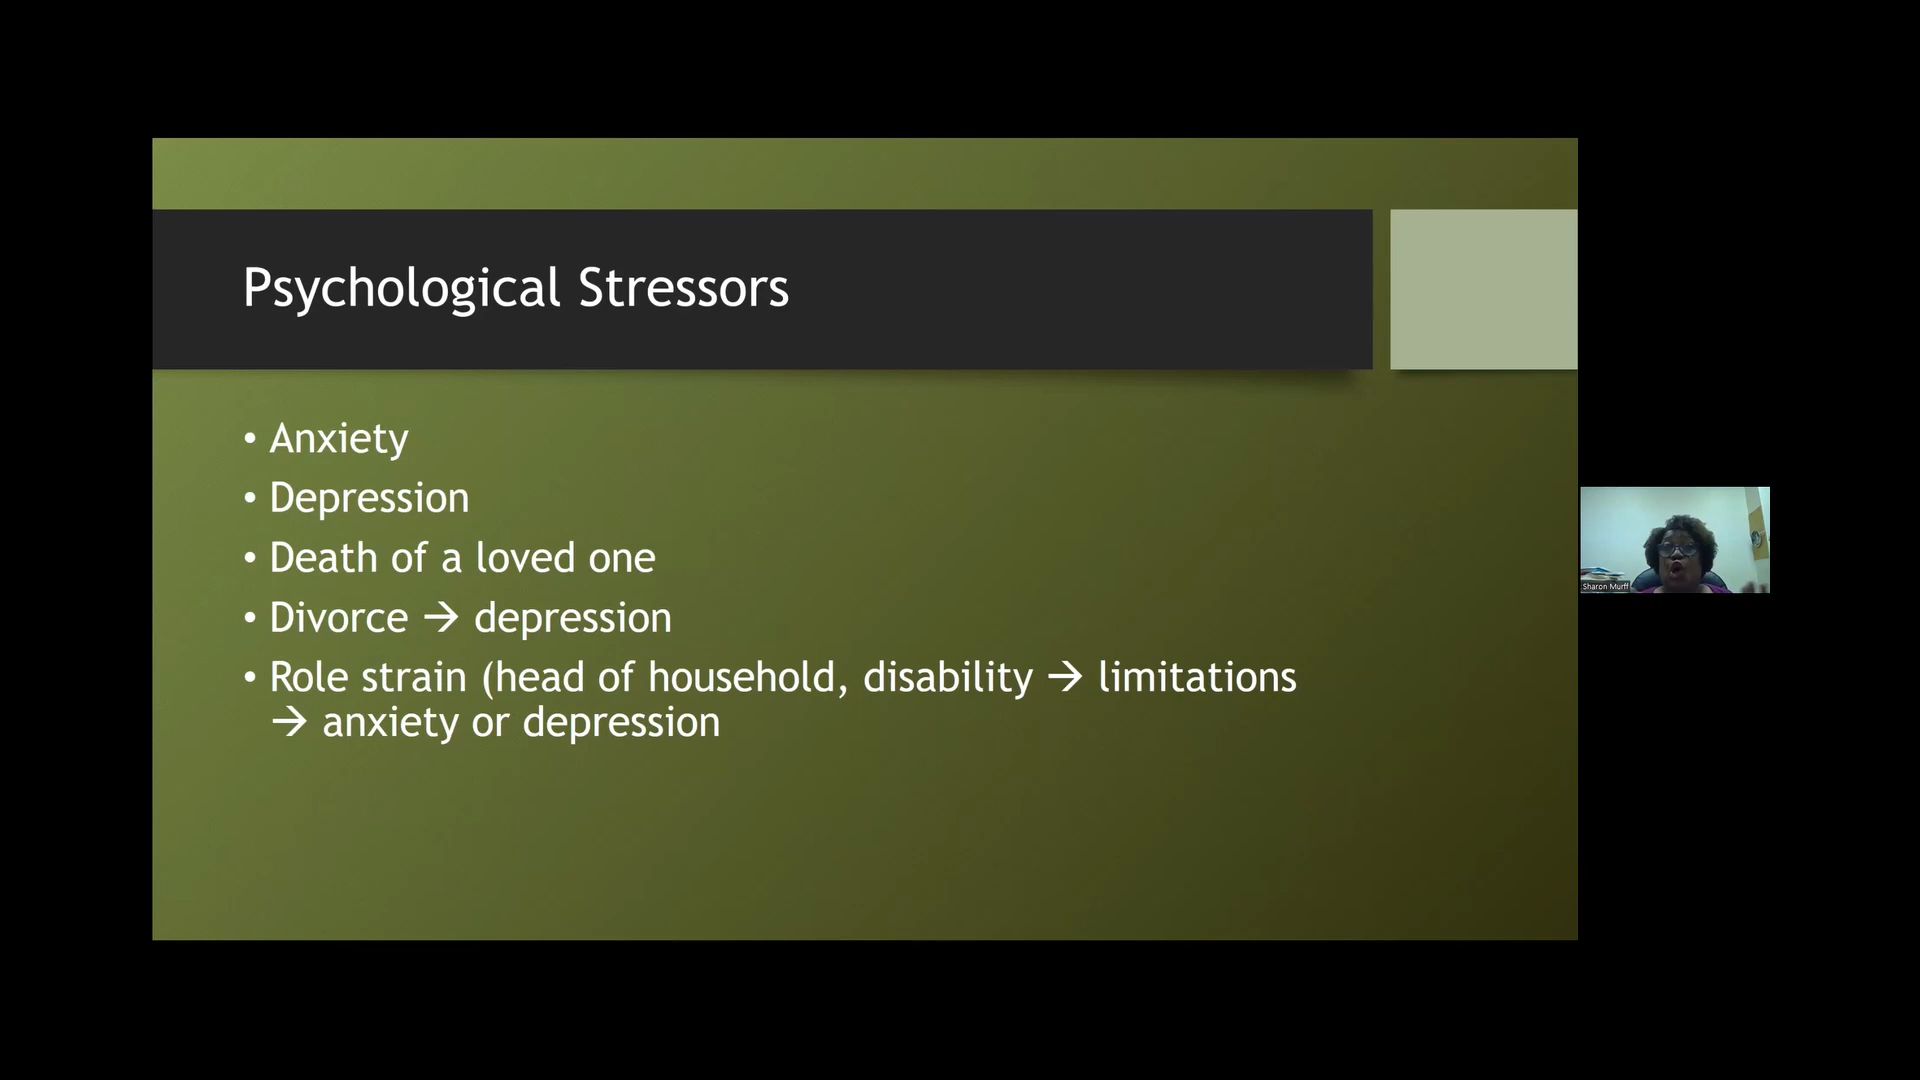 Psychological Stressors
• Anxiety
• Depression
• Death of a loved one
• Divorce → depression
• Role strain (head of household, disability → limitations
→ anxiety or depression
Sharon Murff